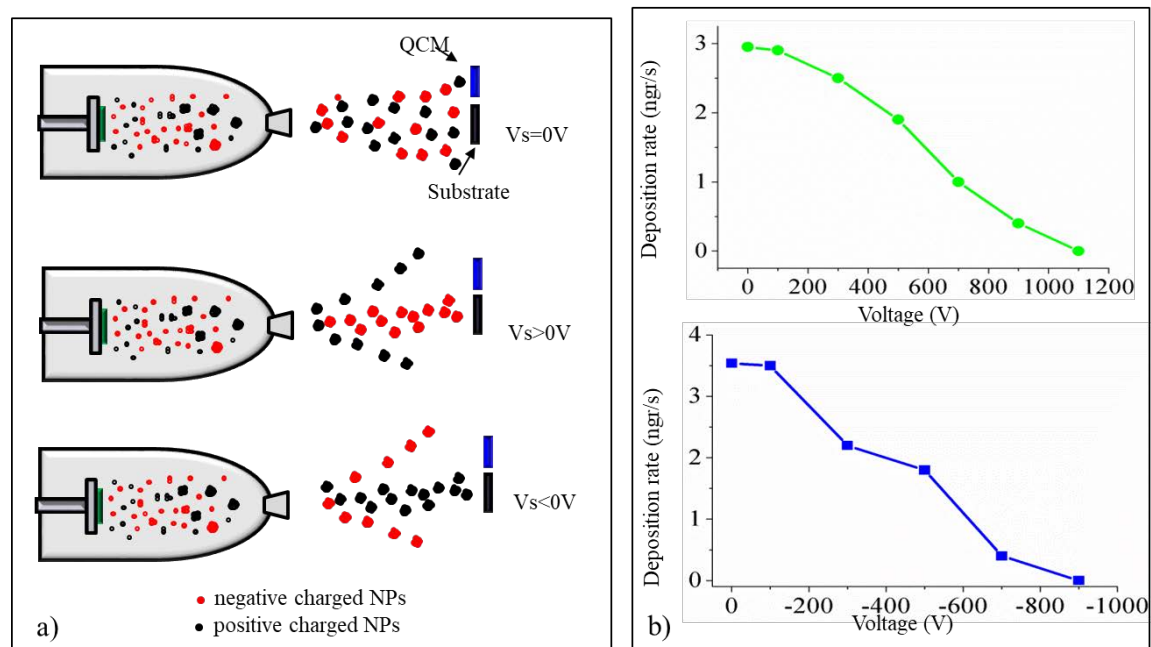 QCM
Vs=0V
Substrate
Vs>0V
Vs<0V
negative charged NPs
positive charged NPs
a)
Deposition rate (ngr/s)
3
2
1
0
0 200 400 600 800 1000 1200
Voltage (V)
Deposition rate (ngr/s)
4
3
2
1
0
0 -200 -400 -600 -800 -1000
Voltage (V)
b)